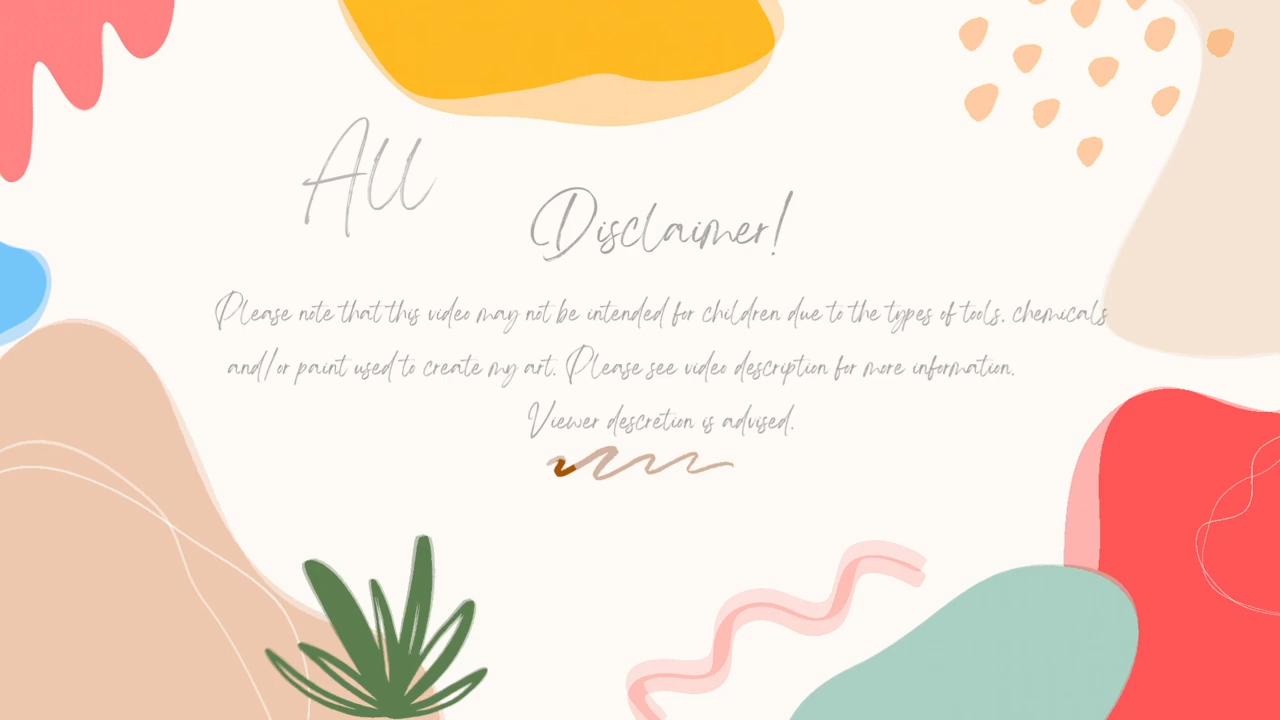 All
Disclaimer!
Please note that this video may not be intended for children due to the types of tools, chemicals
and/or paint used to create my art. Please see video description for more information.
Viewer descretion is advised.